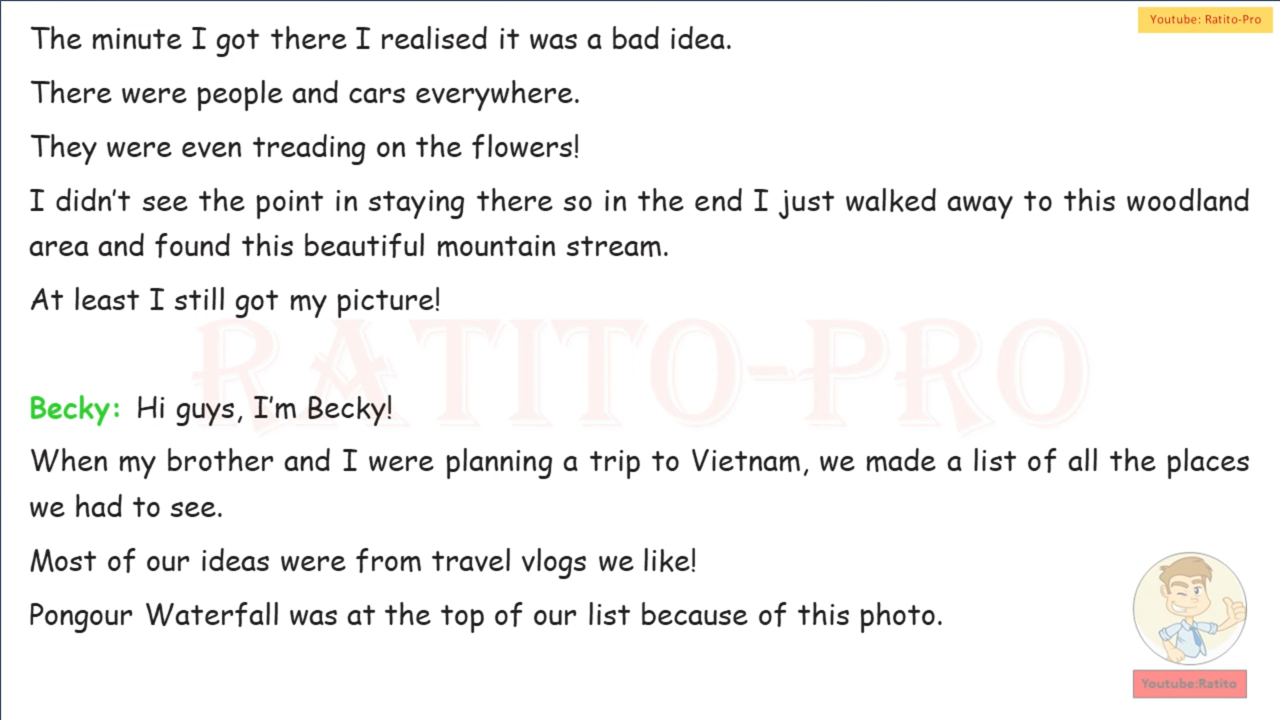 Youtube: Ratito-Pro
The minute I got there I realised it was a bad idea.
There were people and cars everywhere.
They were even treading on the flowers!
I didn't see the point in staying there so in the end I just walked away to this woodland
area and found this beautiful mountain stream.
At least I still got my picture!
RATITO-PRO
Becky: Hi guys, I'm Becky!
When my brother and I were planning a trip to Vietnam, we made a list of all the places
we had to see.
Most of our ideas were from travel vlogs we like!
Pongour Waterfall was at the top of our list because of this photo.
Youtube:Ratito